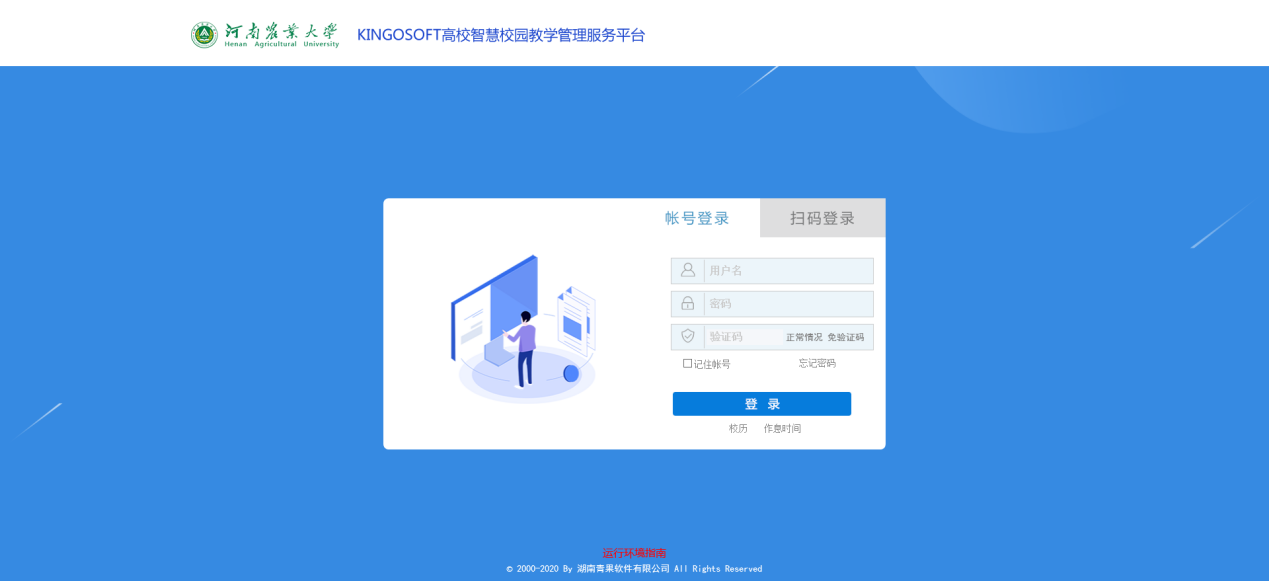 河南农业大学
Henan Agricultural University
KINGOSOFT高校智慧校园教学管理服务平台
帐号登录 扫码登录
用户名
密码
验证码 正常情况 免验证码
记住帐号 忘记密码
登 录
校历 作息时间
运行环境指南
© 2000-2020 By 湖南青果软件有限公司 All Rights Reserved